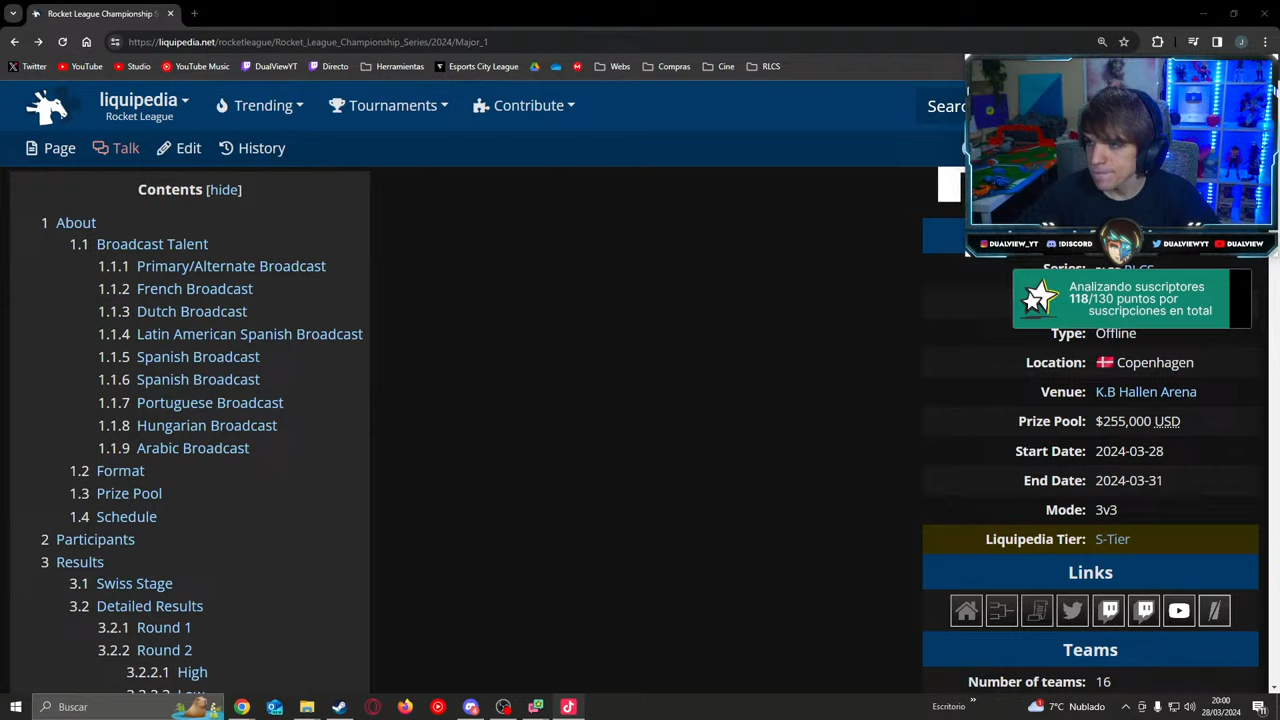 Rocket League Championship S
https://liquipedia.net/rocketleague/Rocket_League_Championship_Series/2024/Major_1
J
Twitter
YouTube
Studio
YouTube Music
DualViewYT
Directo
Herramientas
Esports City League
Webs
Compras
Cine
RLCS
liquipedia
Rocket League
Trending
Tournaments
Contribute
Searc
Page
Talk
Edit
History
Contents [hide]
1 About
1.1 Broadcast Talent
1.1.1 Primary/Alternate Broadcast
1.1.2 French Broadcast
1.1.3 Dutch Broadcast
1.1.4 Latin American Spanish Broadcast
1.1.5 Spanish Broadcast
1.1.6 Spanish Broadcast
1.1.7 Portuguese Broadcast
1.1.8 Hungarian Broadcast
1.1.9 Arabic Broadcast
1.2 Format
1.3 Prize Pool
1.4 Schedule
2 Participants
3 Results
3.1 Swiss Stage
3.2 Detailed Results
3.2.1 Round 1
3.2.2 Round 2
3.2.2.1 High
DUALVIEW_YT
!DISCORD
DUALVIEWYT
DUALVIEW
Series: RLCS
Analizando suscriptores
118/130 puntos por
suscripciones en total
Type: Offline
Location: Copenhagen
Venue: K.B Hallen Arena
Prize Pool: $255,000 USD
Start Date: 2024-03-28
End Date: 2024-03-31
Mode: 3v3
Liquipedia Tier: S-Tier
Links
Teams
Number of teams: 16
Buscar
Escritorio
7°C Nublado
20:00
28/03/2024